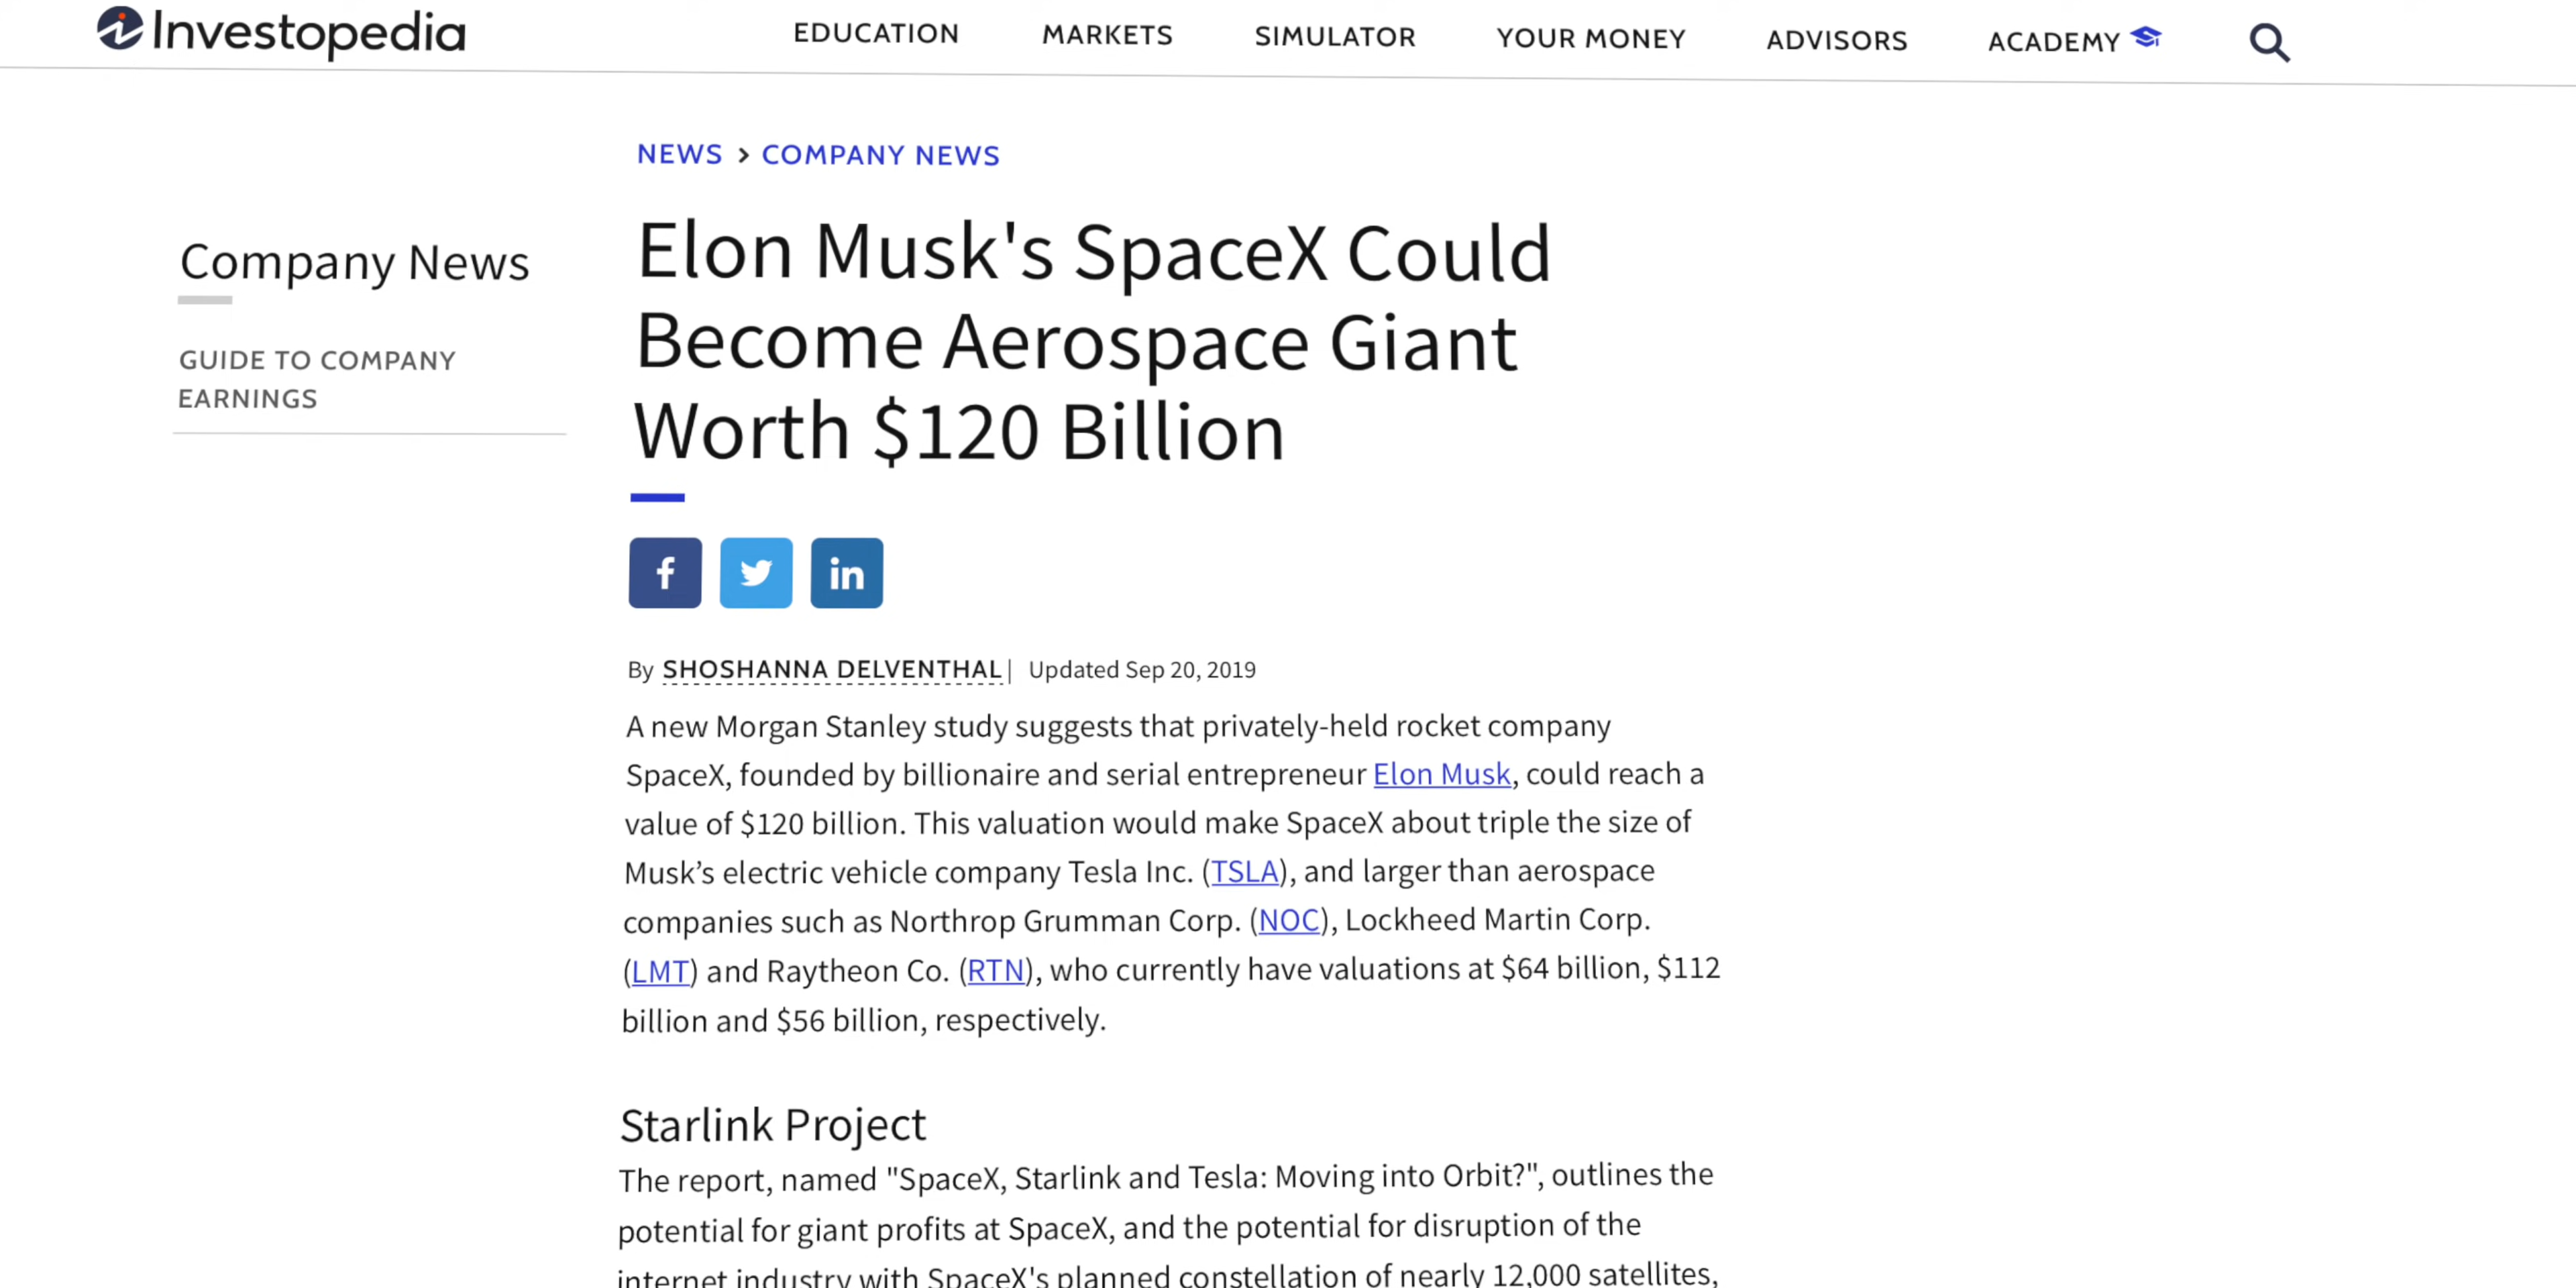 Investopedia
EDUCATION MARKETS SIMULATOR YOUR MONEY ADVISORS ACADEMY
NEWS > COMPANY NEWS
Company News
GUIDE TO COMPANY
EARNINGS
Elon Musk's SpaceX Could
Become Aerospace Giant
Worth $120 Billion
f in
By SHOSHANNA DELVENTHAL | Updated Sep 20, 2019
A new Morgan Stanley study suggests that privately-held rocket company
SpaceX, founded by billionaire and serial entrepreneur Elon Musk, could reach a
value of $120 billion. This valuation would make SpaceX about triple the size of
Musk’s electric vehicle company Tesla Inc. (TSLA), and larger than aerospace
companies such as Northrop Grumman Corp. (NOC), Lockheed Martin Corp.
(LMT) and Raytheon Co. (RTN), who currently have valuations at $64 billion, $112
billion and $56 billion, respectively.
Starlink Project
The report, named "SpaceX, Starlink and Tesla: Moving into Orbit?", outlines the
potential for giant profits at SpaceX, and the potential for disruption of the
internet industry with SpaceX's planned constellation of nearly 12,000 satellites,